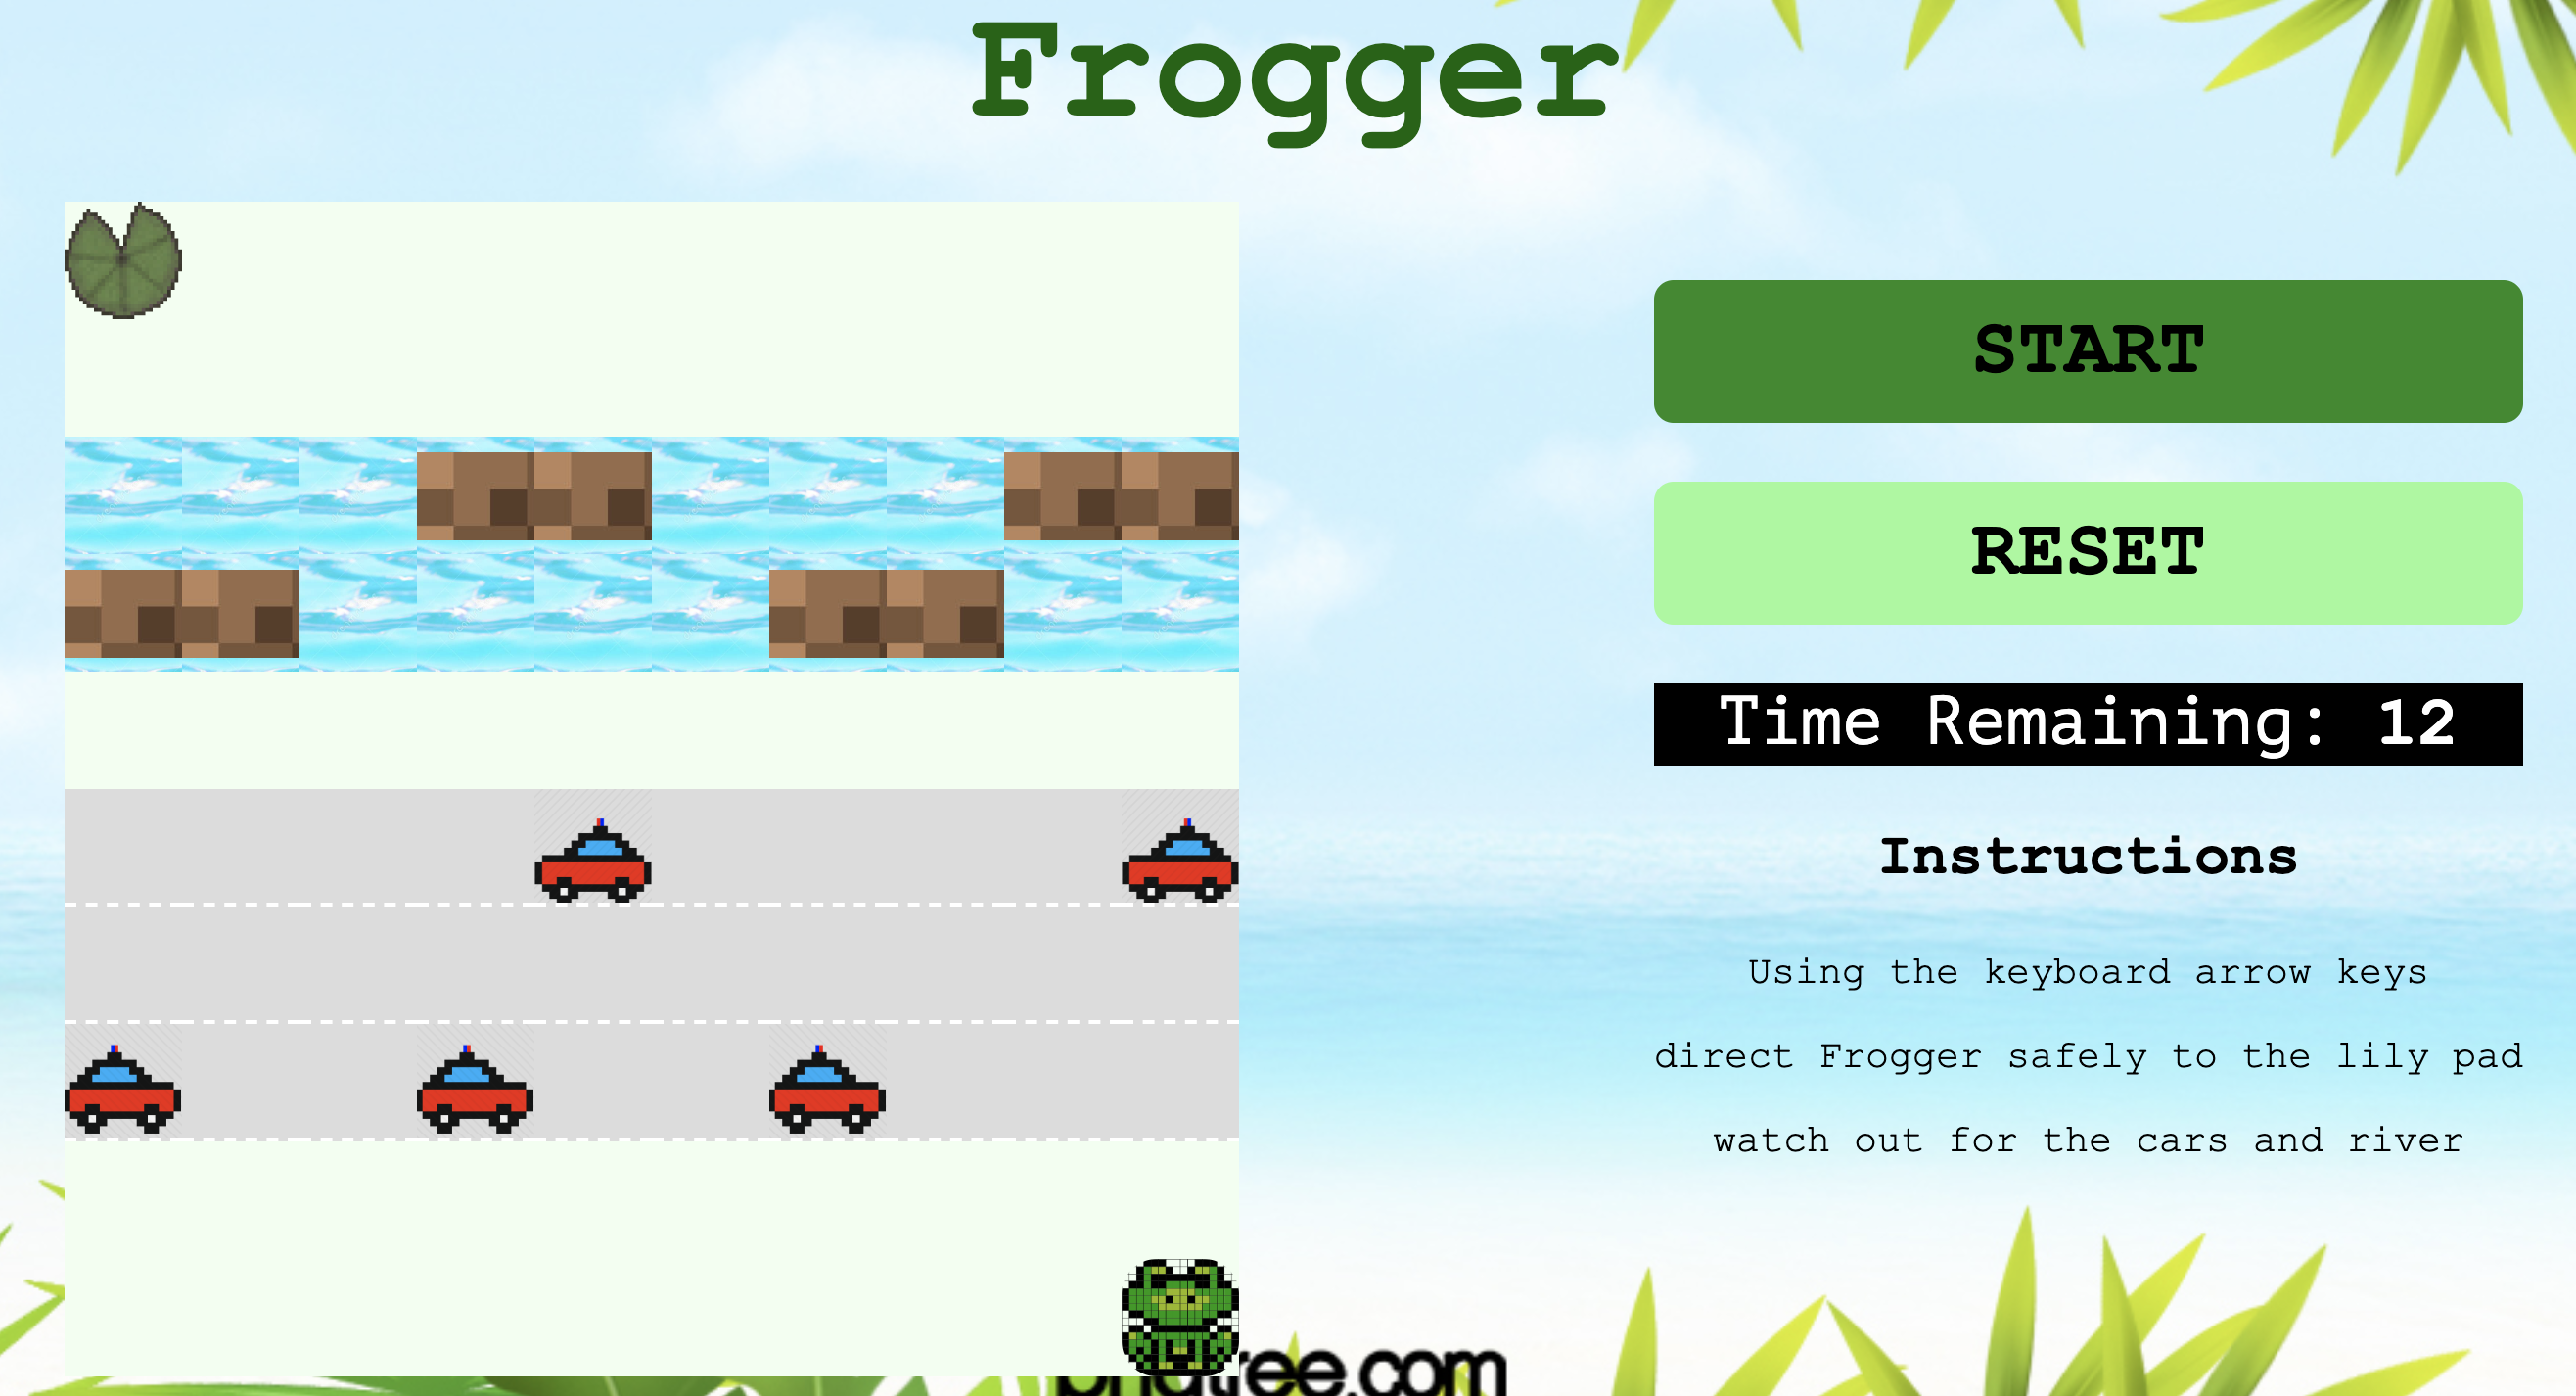 Frogger
START
RESET
Time Remaining: 12
Instructions
Using the keyboard arrow keys
direct Frogger safely to the lily pad
watch out for the cars and river